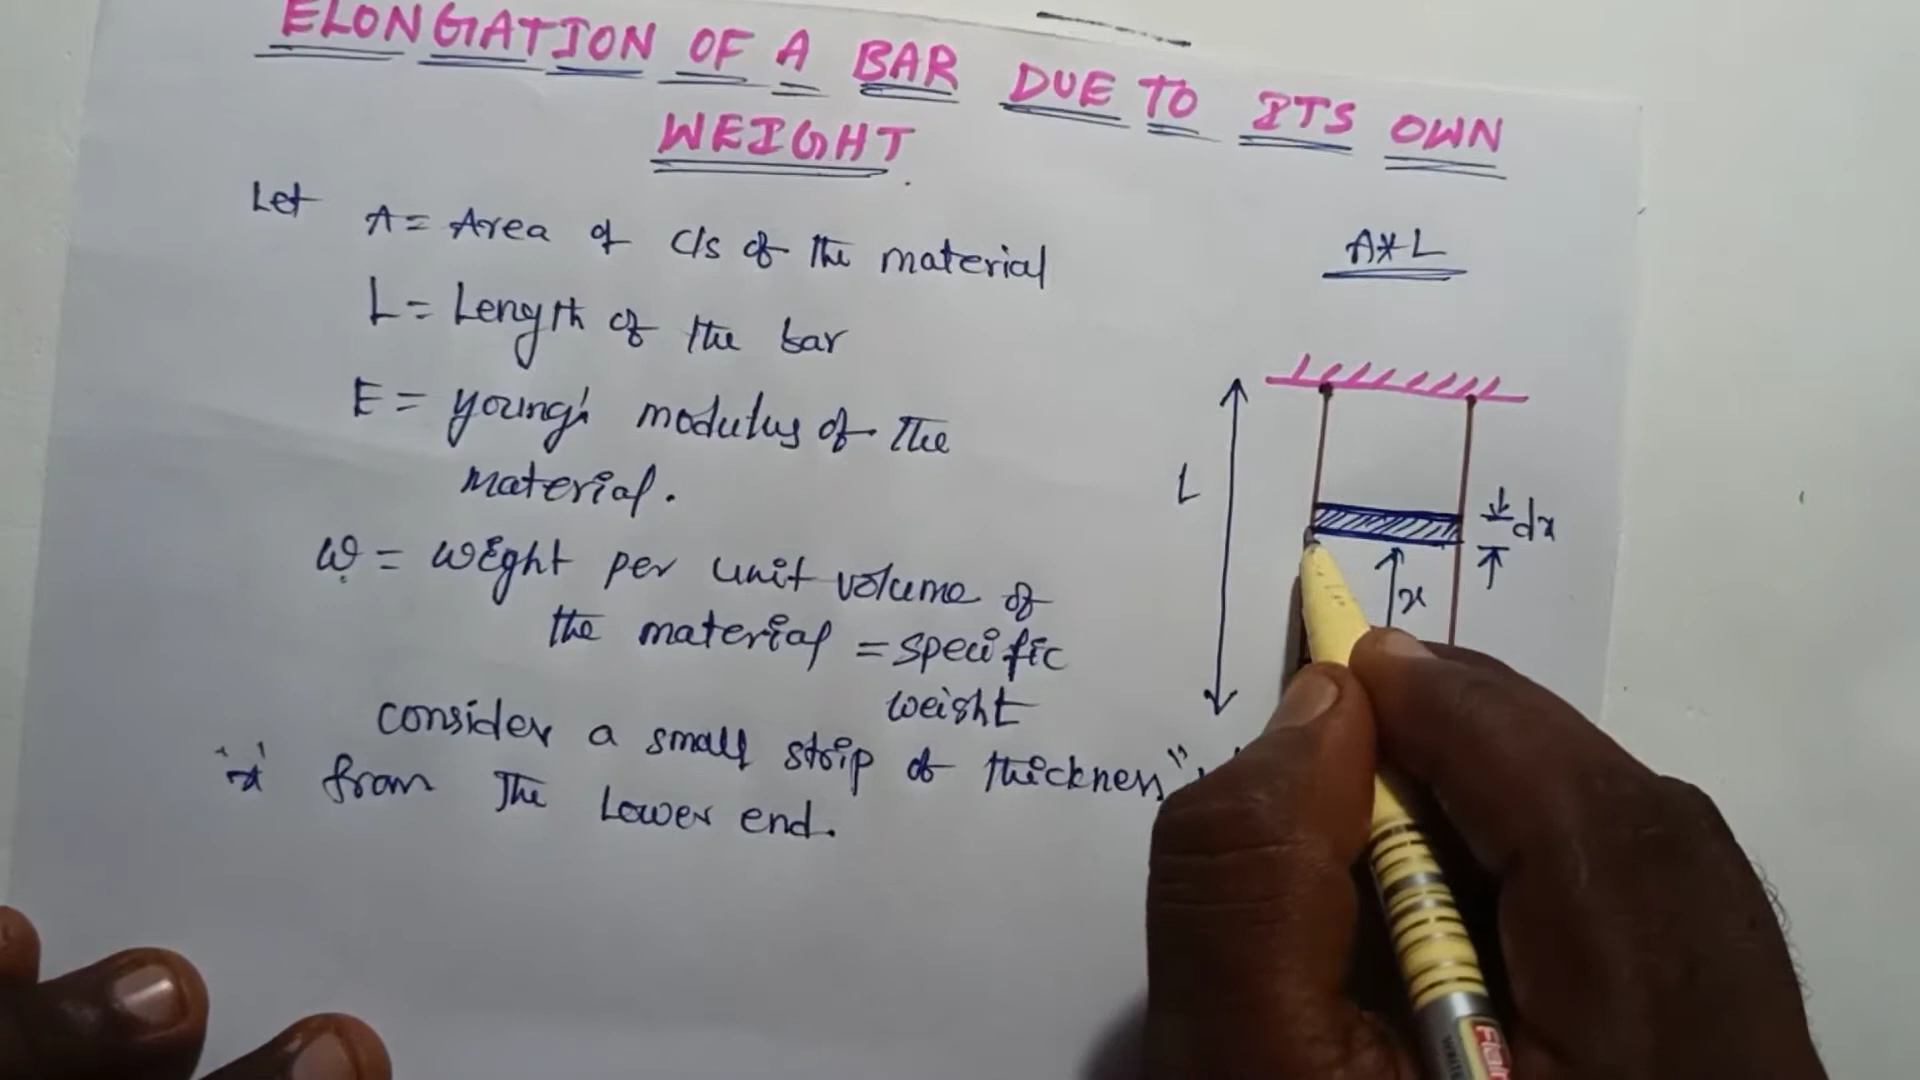 ELONGATION OF A BAR DUE TO ITS OWN
WEIGHT.
Let A = Area of C/s of the material
L = Length of the bar
E = young's modulus of the
material.
W = weight per unit volume of
the material = specific
weight
consider a small strip of thickness "
'x' from The Lower end.
A*L
L
dx
x
Flair